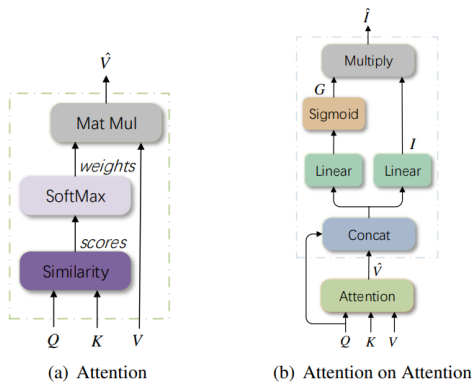 V̂
Mat Mul
weights
SoftMax
scores
Similarity
Q K V
(a) Attention
Î
Multiply
G
Sigmoid
I
Linear Linear
Concat
V̂
Attention
Q K V
(b) Attention on Attention